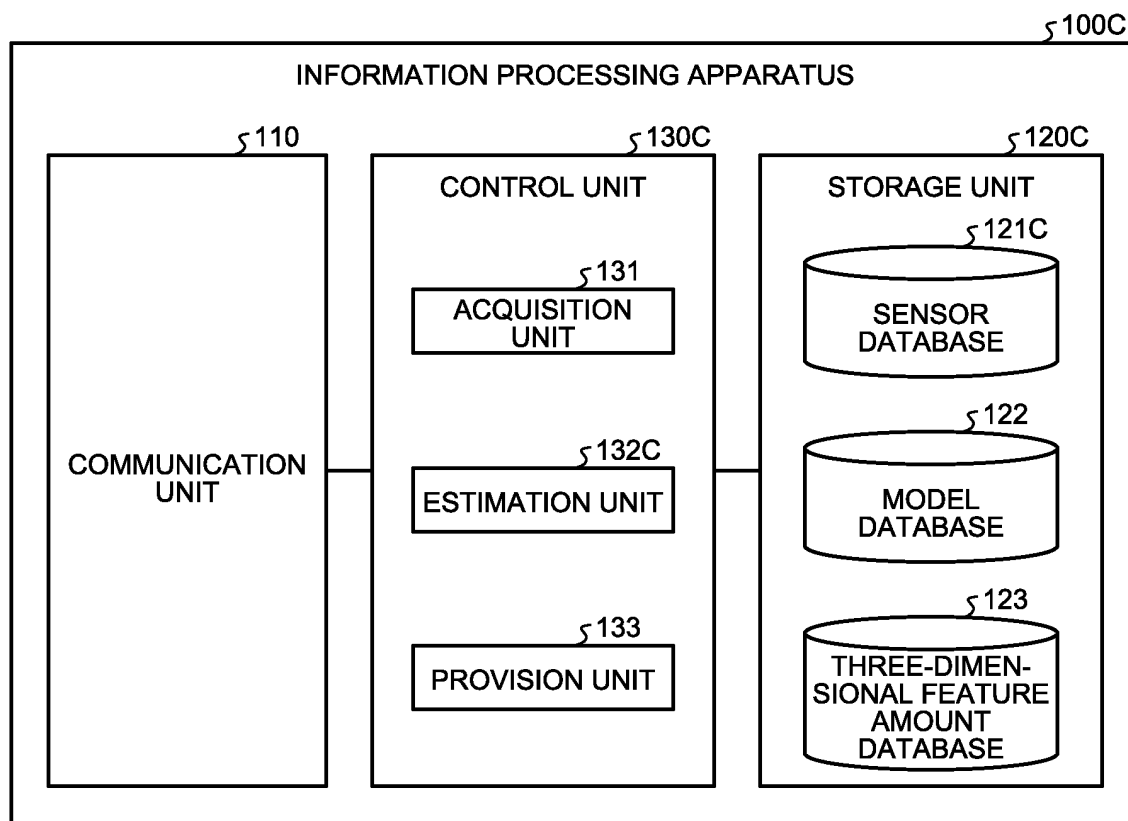 100C
INFORMATION PROCESSING APPARATUS
110
COMMUNICATION
UNIT
130C
CONTROL UNIT
131
ACQUISITION
UNIT
132C
ESTIMATION UNIT
133
PROVISION UNIT
120C
STORAGE UNIT
121C
SENSOR
DATABASE
122
MODEL
DATABASE
123
THREE-DIMEN-
SIONAL FEATURE
AMOUNT
DATABASE